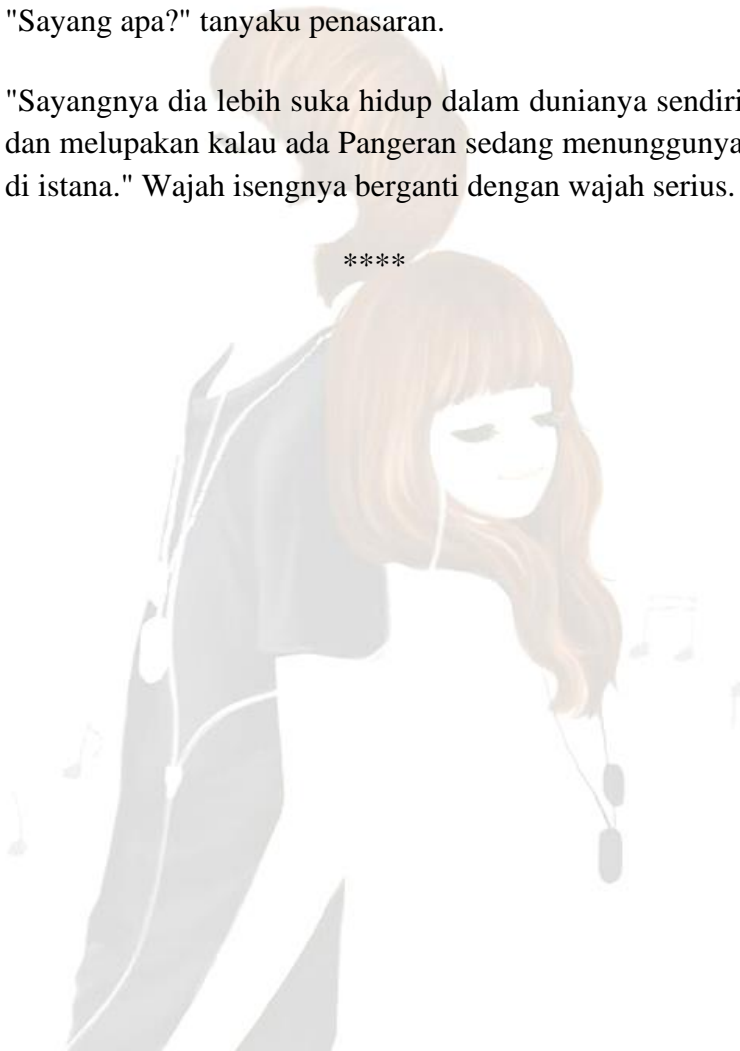 "Sayang apa?" tanyaku penasaran.
"Sayangnya dia lebih suka hidup dalam dunianya sendiri
dan melupakan kalau ada Pangeran sedang menunggunya
di istana." Wajah isengnya berganti dengan wajah serius.
****